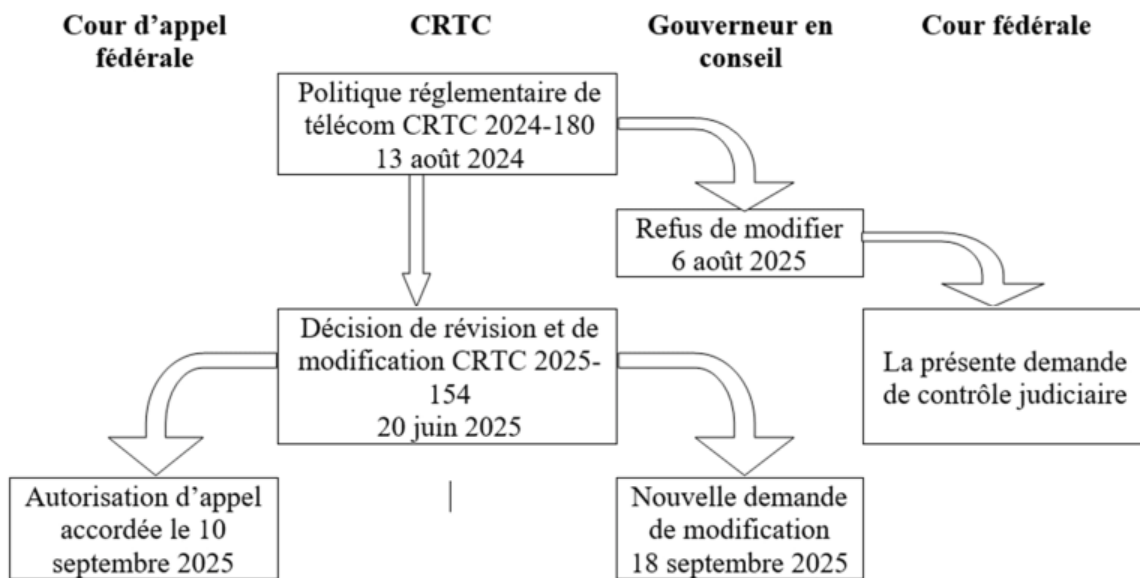 Cour d’appel
fédérale
CRTC
Gouverneur en
conseil
Cour fédérale
Politique réglementaire de
télécom CRTC 2024-180
13 août 2024
Refus de modifier
6 août 2025
Décision de révision et de
modification CRTC 2025-
154
20 juin 2025
La présente demande
de contrôle judiciaire
Autorisation d’appel
accordée le 10
septembre 2025
Nouvelle demande
de modification
18 septembre 2025